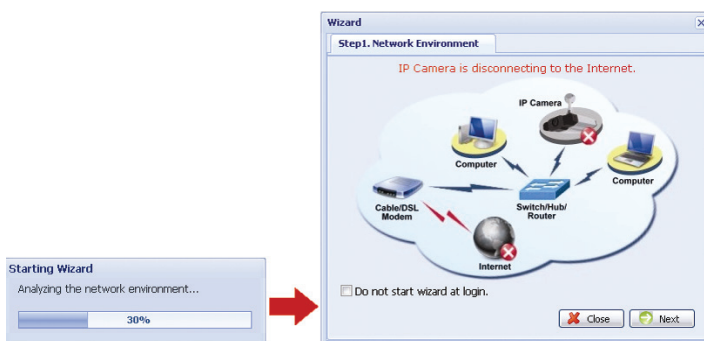 Starting Wizard
Analyzing the network environment...
30%
Wizard
Step1. Network Environment
IP Camera is disconnecting to the Internet.
IP Camera
Computer
Computer
Cable/DSL
Modem
Switch/Hub/
Router
Internet
Do not start wizard at login.
Close
Next